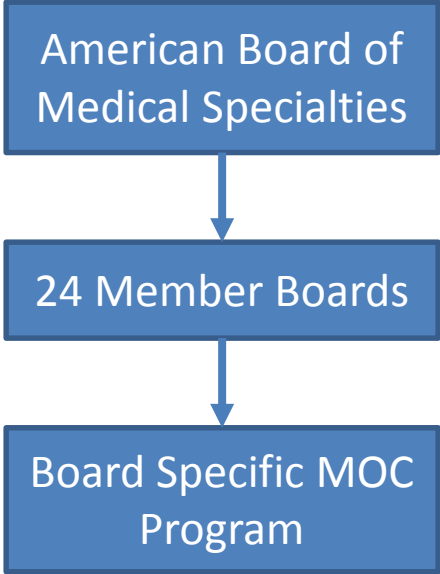 American Board of
Medical Specialties
24 Member Boards
Board Specific MOC
Program